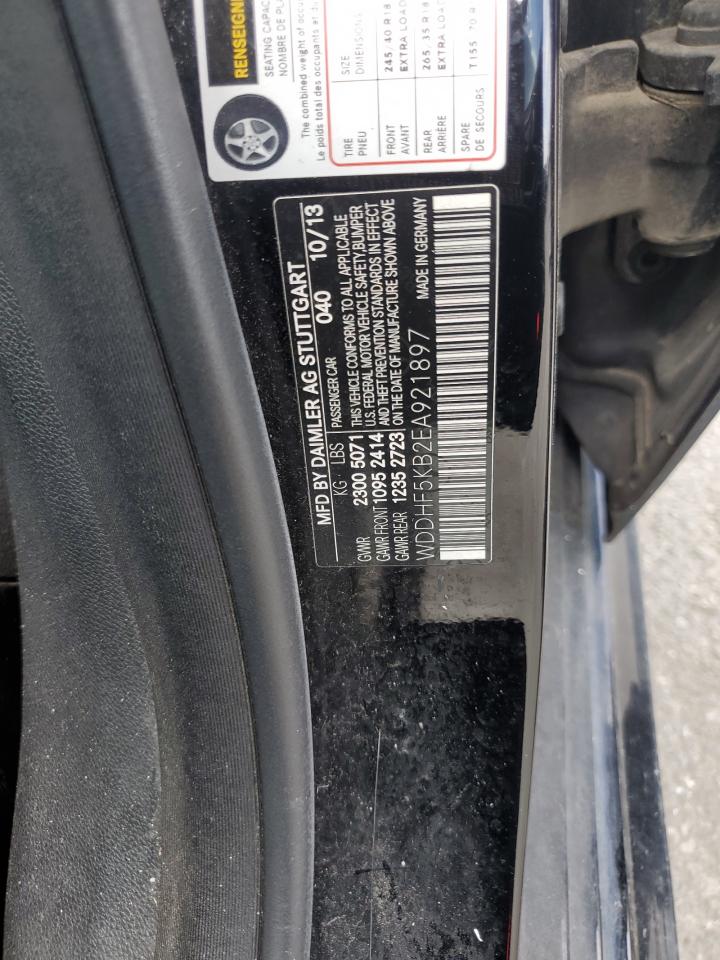 RENSEIGN
SEATING CAPAC
NOMBRE DE
The combined weight of occu
Le poids total des occupants et
TIRE SIZE
PNEU DIMENSIONS
FRONT 245/40 R18
AVANT EXTRA LOAD
REAR 265/35 R18
ARRIÈRE EXTRA LOAD
SPARE T155/70 R
DE SECOURS
MFD BY DAIMLER AG STUTTGART
040 10/13
KG LBS PASSENGER CAR
GVWR 2300 5071 THIS VEHICLE CONFORMS TO ALL APPLICABLE
U.S. FEDERAL MOTOR VEHICLE SAFETY,BUMPER
GAWR FRONT 1095 2414 AND THEFT PREVENTION STANDARDS IN EFFECT
GAWR REAR 1235 2723 ON THE DATE OF MANUFACTURE SHOWN ABOVE
WDDHF5KB2EA921897 MADE IN GERMANY